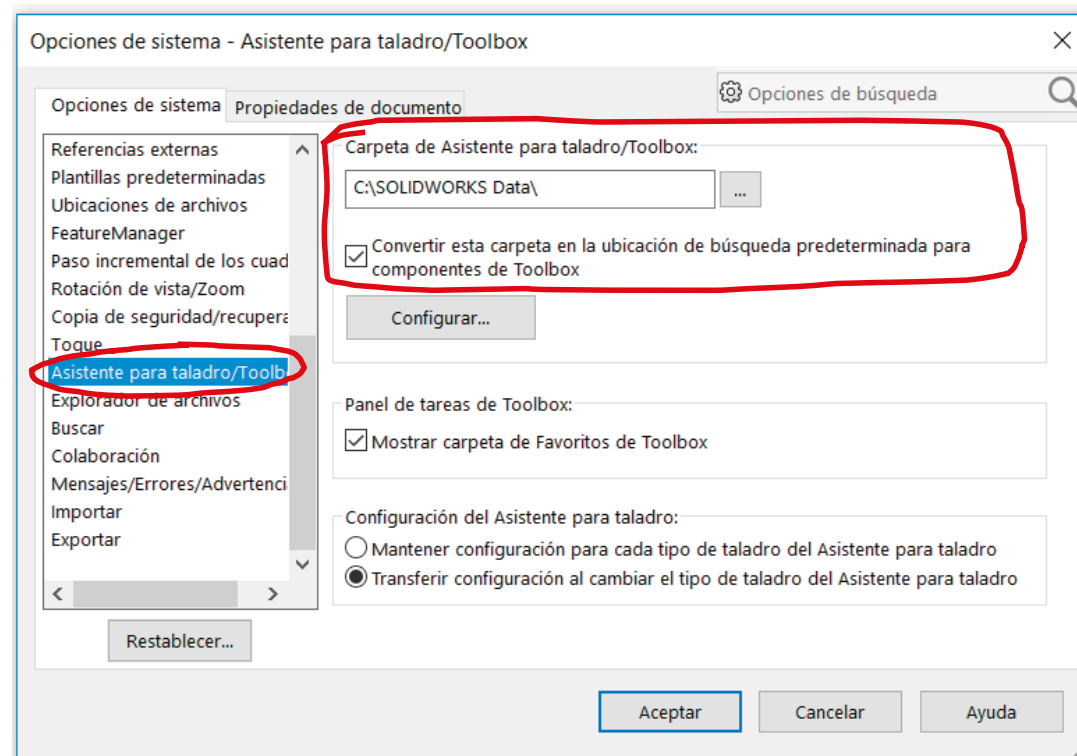 Opciones de sistema - Asistente para taladro/Toolbox
Opciones de sistema
Propiedades de documento
Opciones de búsqueda
Referencias externas
Plantillas predeterminadas
Ubicaciones de archivos
FeatureManager
Paso incremental de los cuad
Rotación de vista/Zoom
Copia de seguridad/recupera
Toque
Asistente para taladro/Toolb
Explorador de archivos
Buscar
Colaboración
Mensajes/Errores/Advertenci
Importar
Exportar
Restablecer...
Carpeta de Asistente para taladro/Toolbox:
C:\SOLIDWORKS Data\
...
Convertir esta carpeta en la ubicación de búsqueda predeterminada para
componentes de Toolbox
Configurar...
Panel de tareas de Toolbox:
Mostrar carpeta de Favoritos de Toolbox
Configuración del Asistente para taladro:
Mantener configuración para cada tipo de taladro del Asistente para taladro
Transferir configuración al cambiar el tipo de taladro del Asistente para taladro
Aceptar
Cancelar
Ayuda